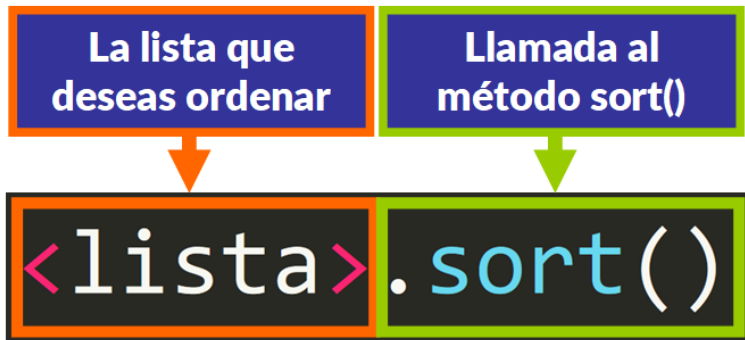 La lista que
deseas ordenar
Llamada al
método sort()
<lista>.sort()